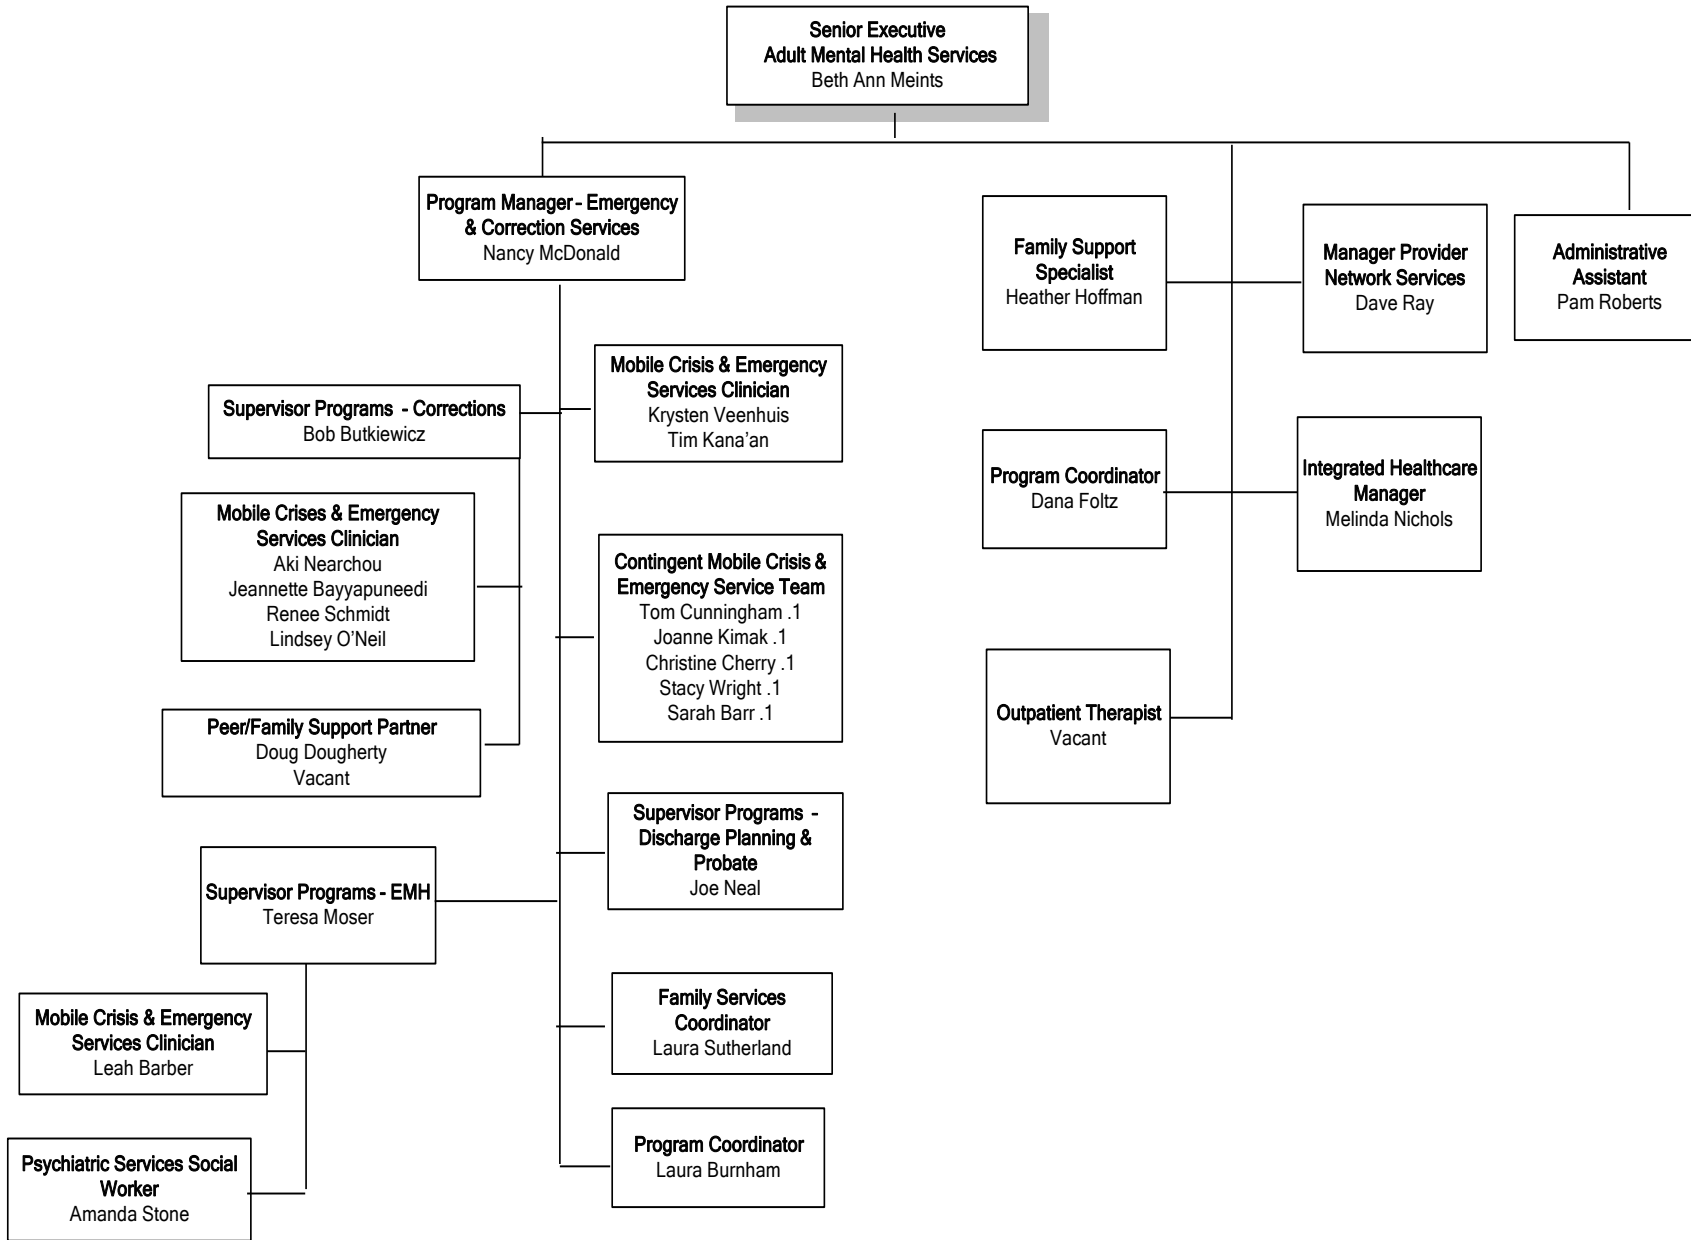 Senior Executive
Adult Mental Health Services
Beth Ann Meints
Program Manager - Emergency
& Correction Services
Nancy McDonald
Family Support
Specialist
Heather Hoffman
Manager Provider
Network Services
Dave Ray
Administrative
Assistant
Pam Roberts
Mobile Crisis & Emergency
Services Clinician
Krysten Veenhuis
Tim Kana’an
Supervisor Programs - Corrections
Bob Butkiewicz
Mobile Crises & Emergency
Services Clinician
Aki Nearchou
Jeannette Bayyapuneedi
Renee Schmidt
Lindsey O’Neil
Program Coordinator
Dana Foltz
Integrated Healthcare
Manager
Melinda Nichols
Contingent Mobile Crisis &
Emergency Service Team
Tom Cunningham .1
Joanne Kimak .1
Christine Cherry .1
Stacy Wright .1
Sarah Barr .1
Peer/Family Support Partner
Doug Dougherty
Vacant
Outpatient Therapist
Vacant
Supervisor Programs -
Discharge Planning &
Probate
Joe Neal
Supervisor Programs - EMH
Teresa Moser
Family Services
Coordinator
Laura Sutherland
Mobile Crisis & Emergency
Services Clinician
Leah Barber
Program Coordinator
Laura Burnham
Psychiatric Services Social
Worker
Amanda Stone